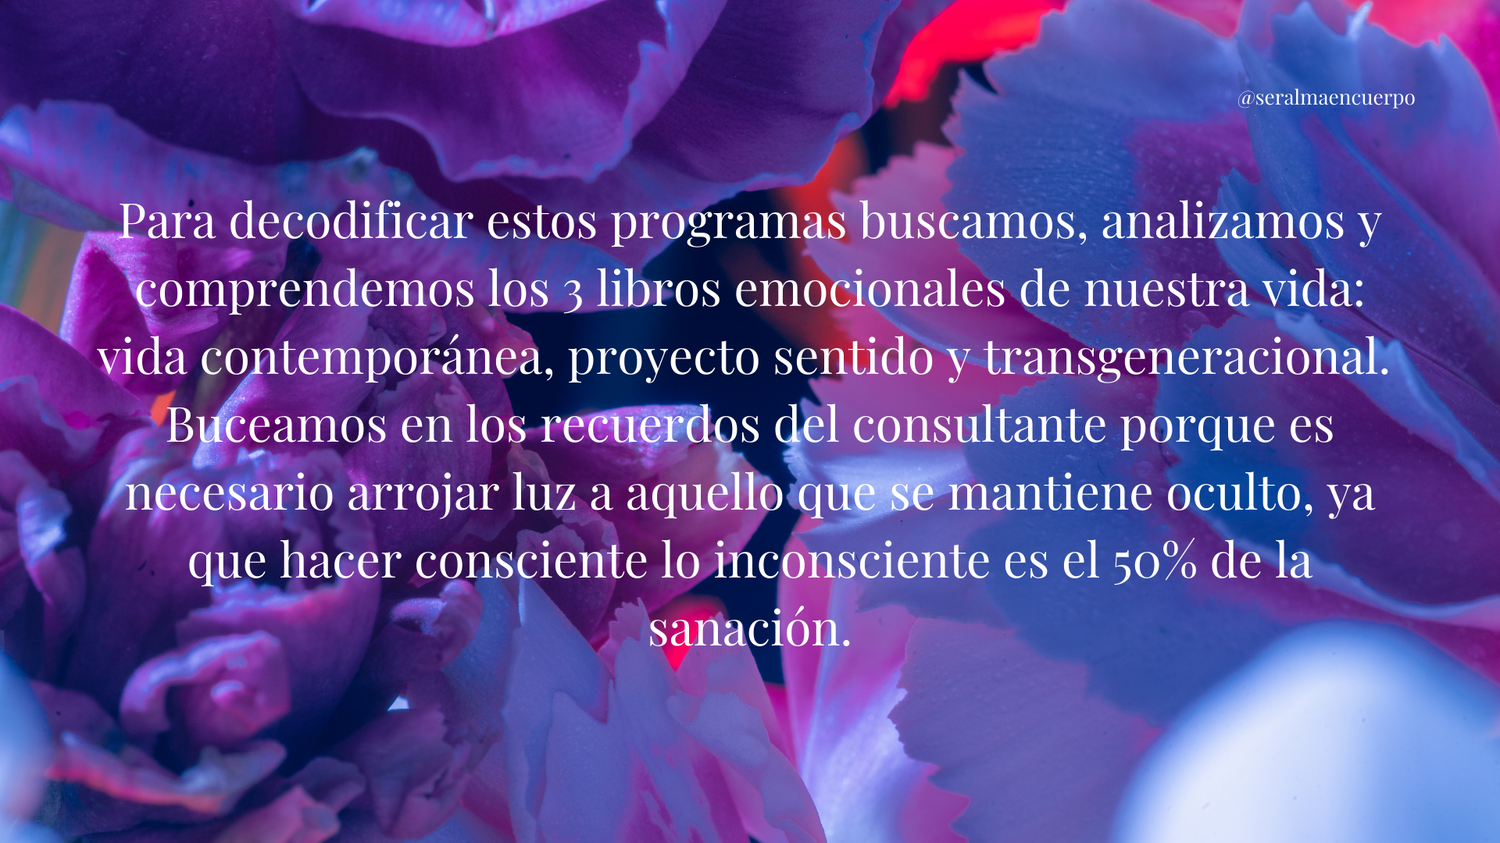 @seralmaencuerpo
Para decodificar estos programas buscamos, analizamos y
comprendemos los 3 libros emocionales de nuestra vida:
vida contemporánea, proyecto sentido y transgeneracional.
Buceamos en los recuerdos del consultante porque es
necesario arrojar luz a aquello que se mantiene oculto, ya
que hacer consciente lo inconsciente es el 50% de la
sanación.